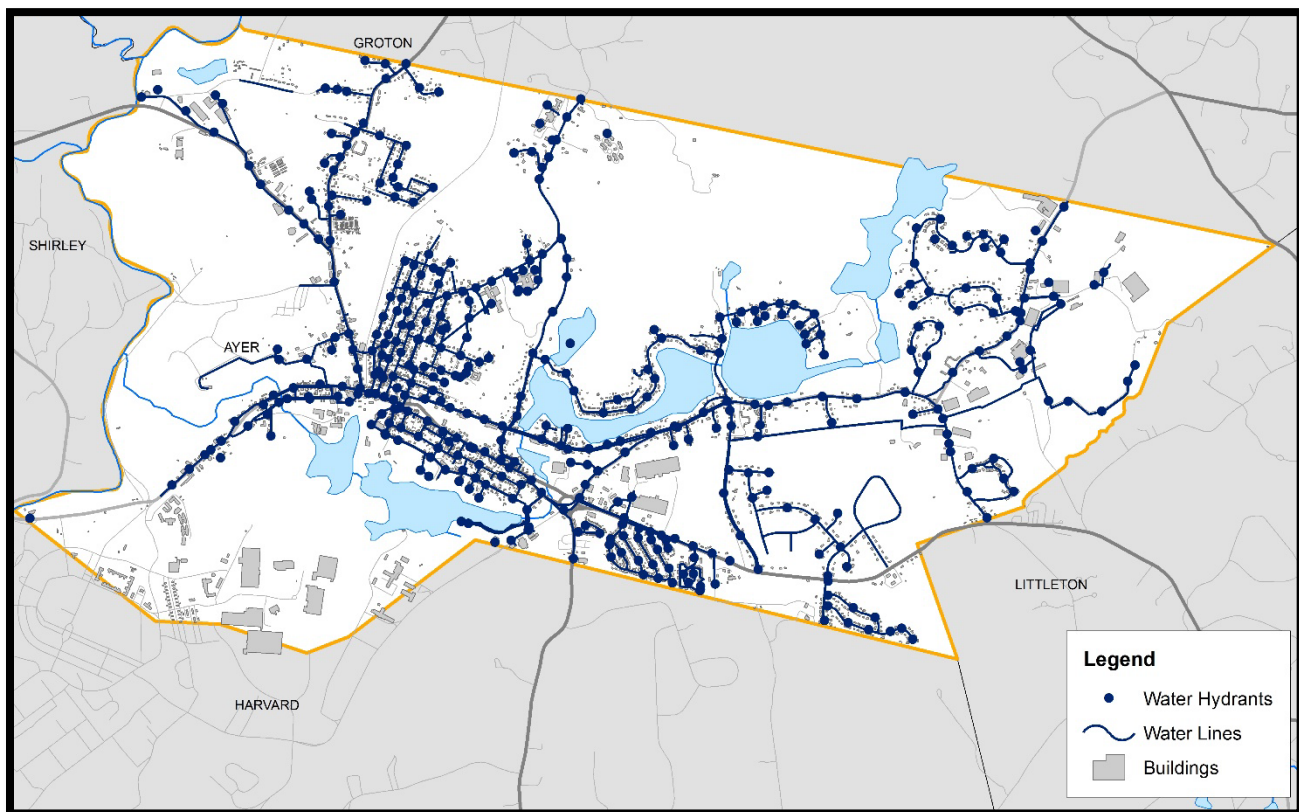 GROTON
SHIRLEY
AYER
LITTLETON
HARVARD
Legend
Water Hydrants
Water Lines
Buildings